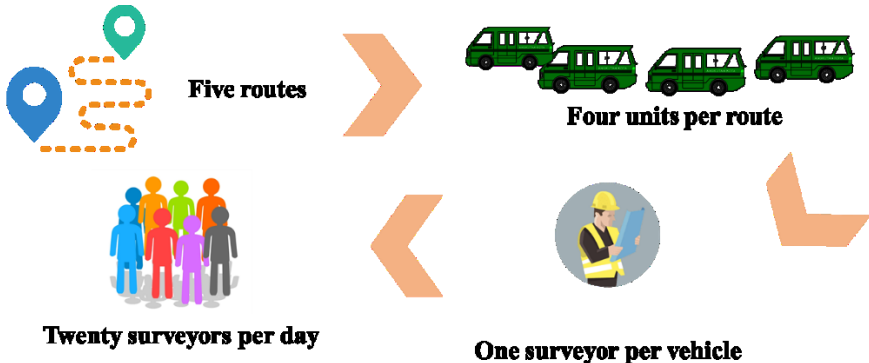 Five routes
Four units per route
One surveyor per vehicle
Twenty surveyors per day